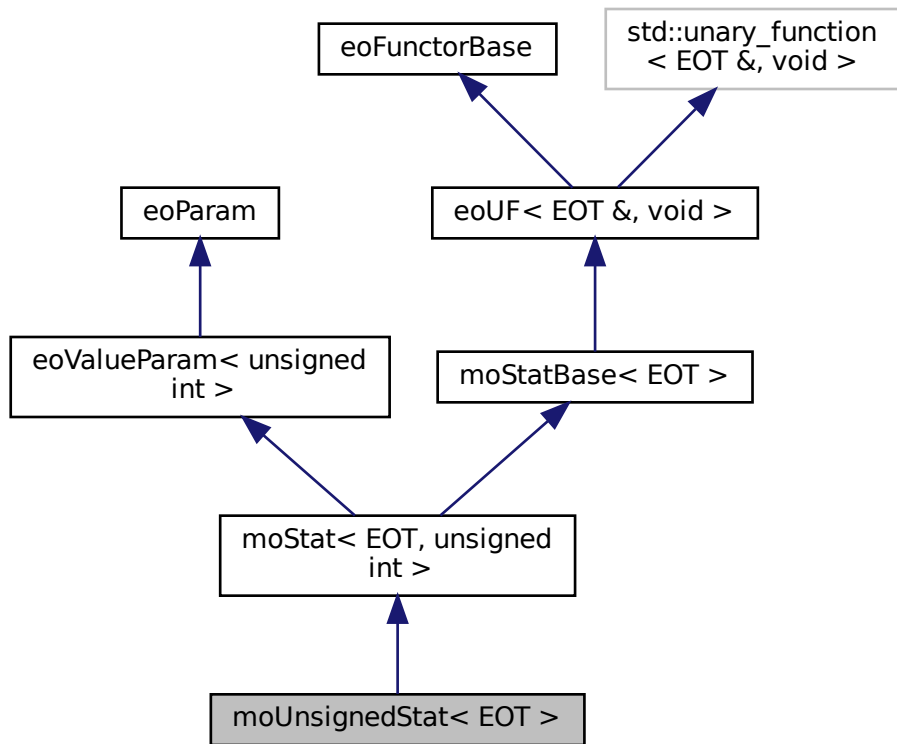 eoFunctorBase
std::unary_function
< EOT &, void >
eoParam
eoUF< EOT &, void >
eoValueParam< unsigned
int >
moStatBase< EOT >
moStat< EOT, unsigned
int >
moUnsignedStat< EOT >